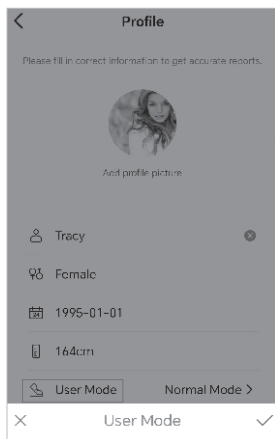 Profile
Please fill in correct information to get accurate reports.
Add profile picture
Tracy
Female
24
1995-01-01
164cm
User Mode Normal Mode >
User Mode